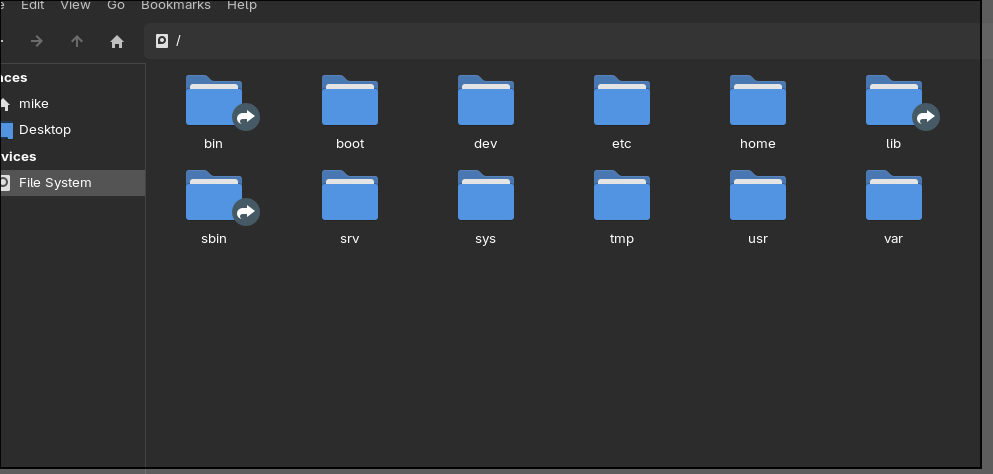 e Edit View Go Bookmarks Help
/
aces
mike
Desktop
vices
File System
bin boot dev etc home lib
sbin srv sys tmp usr var